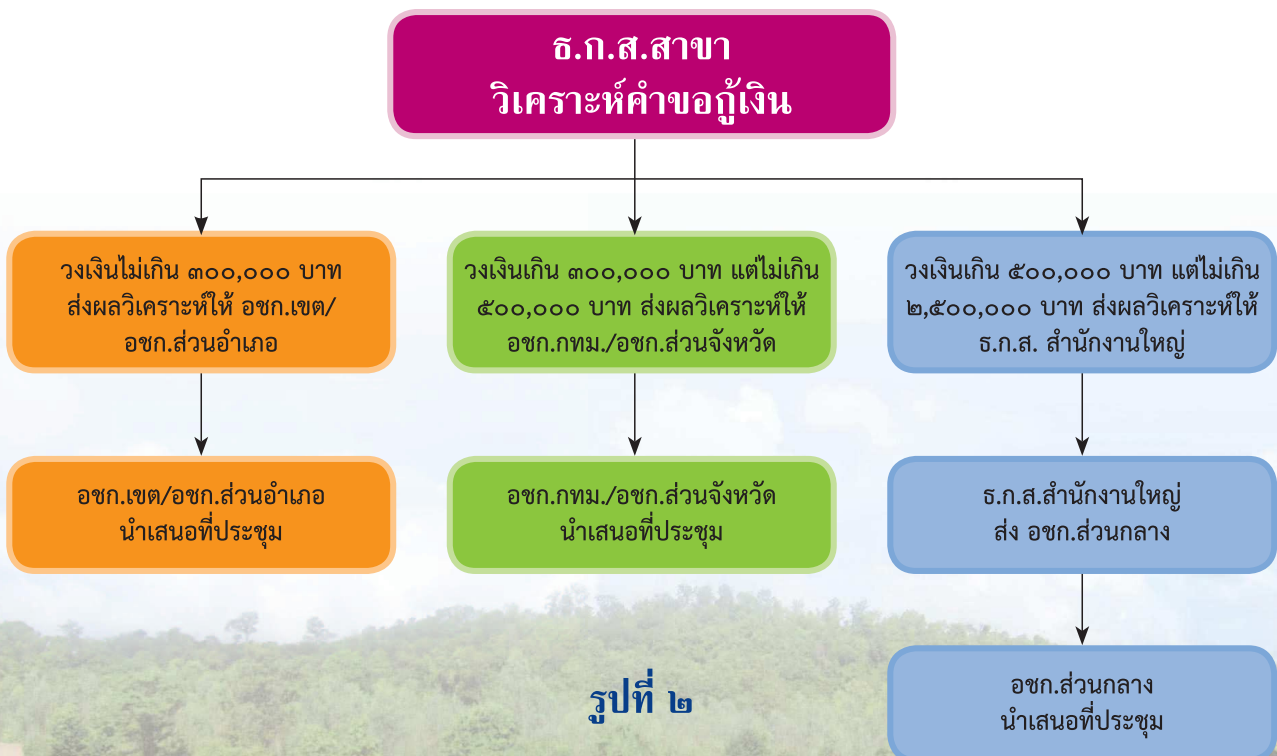 ธ.ก.ส.สาขา
วิเคราะห์คำขอกู้เงิน
วงเงินไม่เกิน ๓๐๐,๐๐๐ บาท
ส่งผลวิเคราะห์ให้ อชก.เขต/
อชก.ส่วนอำเภอ
วงเงินเกิน ๓๐๐,๐๐๐ บาท แต่ไม่เกิน
๕๐๐,๐๐๐ บาท ส่งผลวิเคราะห์ให้
อชก.กทม./อชก.ส่วนจังหวัด
วงเงินเกิน ๕๐๐,๐๐๐ บาท แต่ไม่เกิน
๒,๕๐๐,๐๐๐ บาท ส่งผลวิเคราะห์ให้
ธ.ก.ส. สำนักงานใหญ่
อชก.เขต/อชก.ส่วนอำเภอ
นำเสนอที่ประชุม
อชก.กทม./อชก.ส่วนจังหวัด
นำเสนอที่ประชุม
ธ.ก.ส.สำนักงานใหญ่
ส่ง อชก.ส่วนกลาง
อชก.ส่วนกลาง
นำเสนอที่ประชุม
รูปที่ ๒